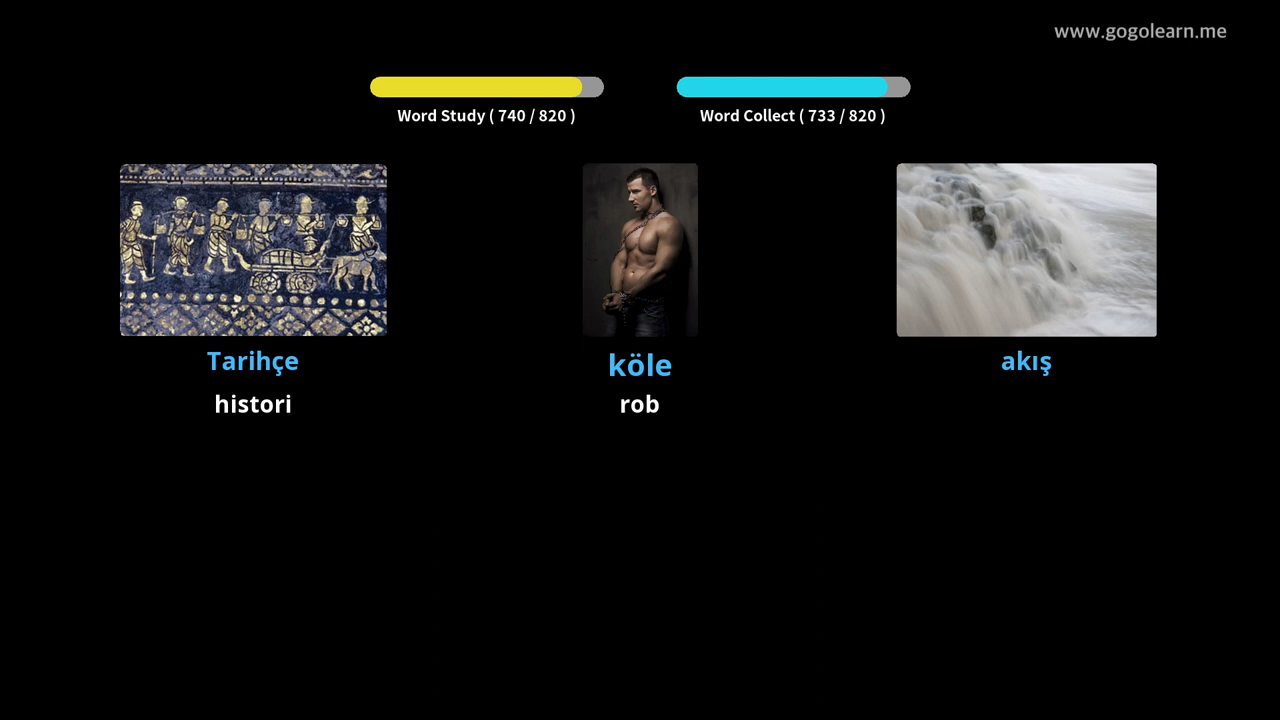 www.gogolearn.me
Word Study ( 740 / 820 )
Word Collect ( 733 / 820 )
Tarihçe
köle
akış
histori
rob